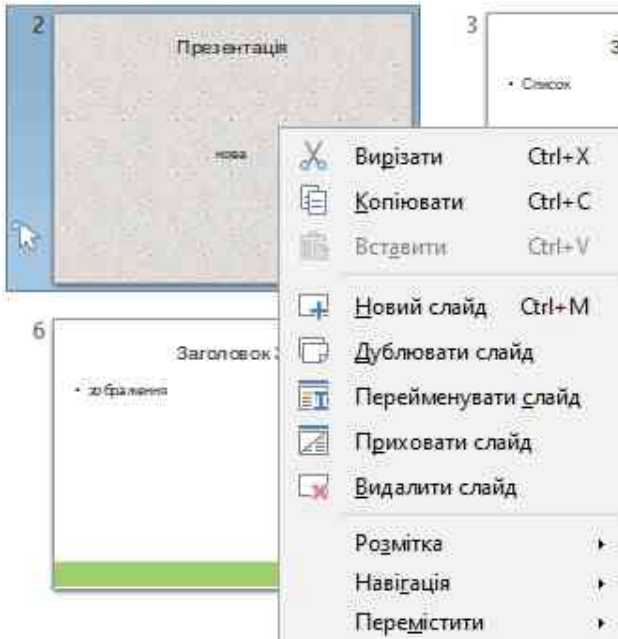 2
Презентація
нова
3
З
• Список
Вирізати Ctrl+X
Копіювати Ctrl+C
Вставити Ctrl+V
Новий слайд Ctrl+M
Дублювати слайд
Перейменувати слайд
Приховати слайд
Видалити слайд
Розмітка
Навігація
Перемістити
6
Заголовок З
• зображення